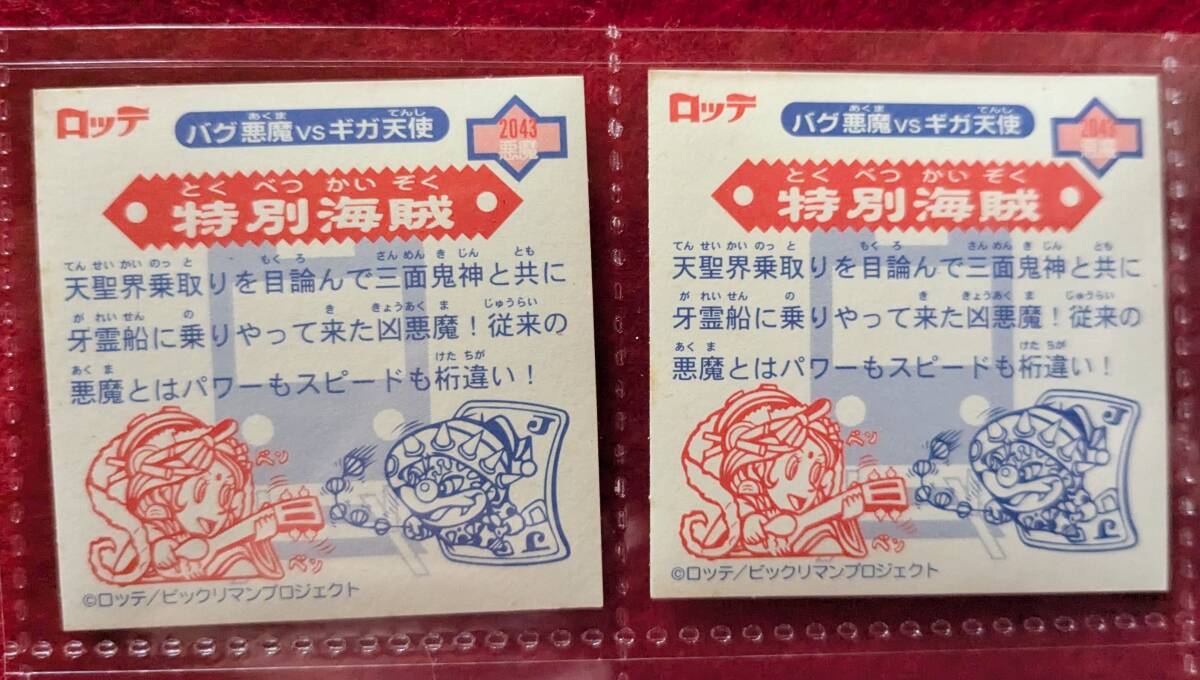 ロッテ
あくま てんし
バグ悪魔vsギガ天使
2043
悪魔
とくべつかいぞく
特別海賊
てんせいかいのっと もくろ ざんめんきじん とも
天聖界乗取りを目論んで三面鬼神と共に
がれいせん の き きょうあくま じゅうらい
牙霊船に乗りやって来た凶悪魔！従来の
あくま けたちが
悪魔とはパワーもスピードも桁違い！
ベン
ベン
J
J
©ロッテ/ビックリマンプロジェクト
ロッテ
あくま てんし
バグ悪魔vsギガ天使
2043
悪魔
とくべつかいぞく
特別海賊
てんせいかいのっと もくろ ざんめんきじん とも
天聖界乗取りを目論んで三面鬼神と共に
がれいせん の き きょうあくま じゅうらい
牙霊船に乗りやって来た凶悪魔！従来の
あくま けたちが
悪魔とはパワーもスピードも桁違い！
ベン
ベン
J
J
©ロッテ/ビックリマンプロジェクト